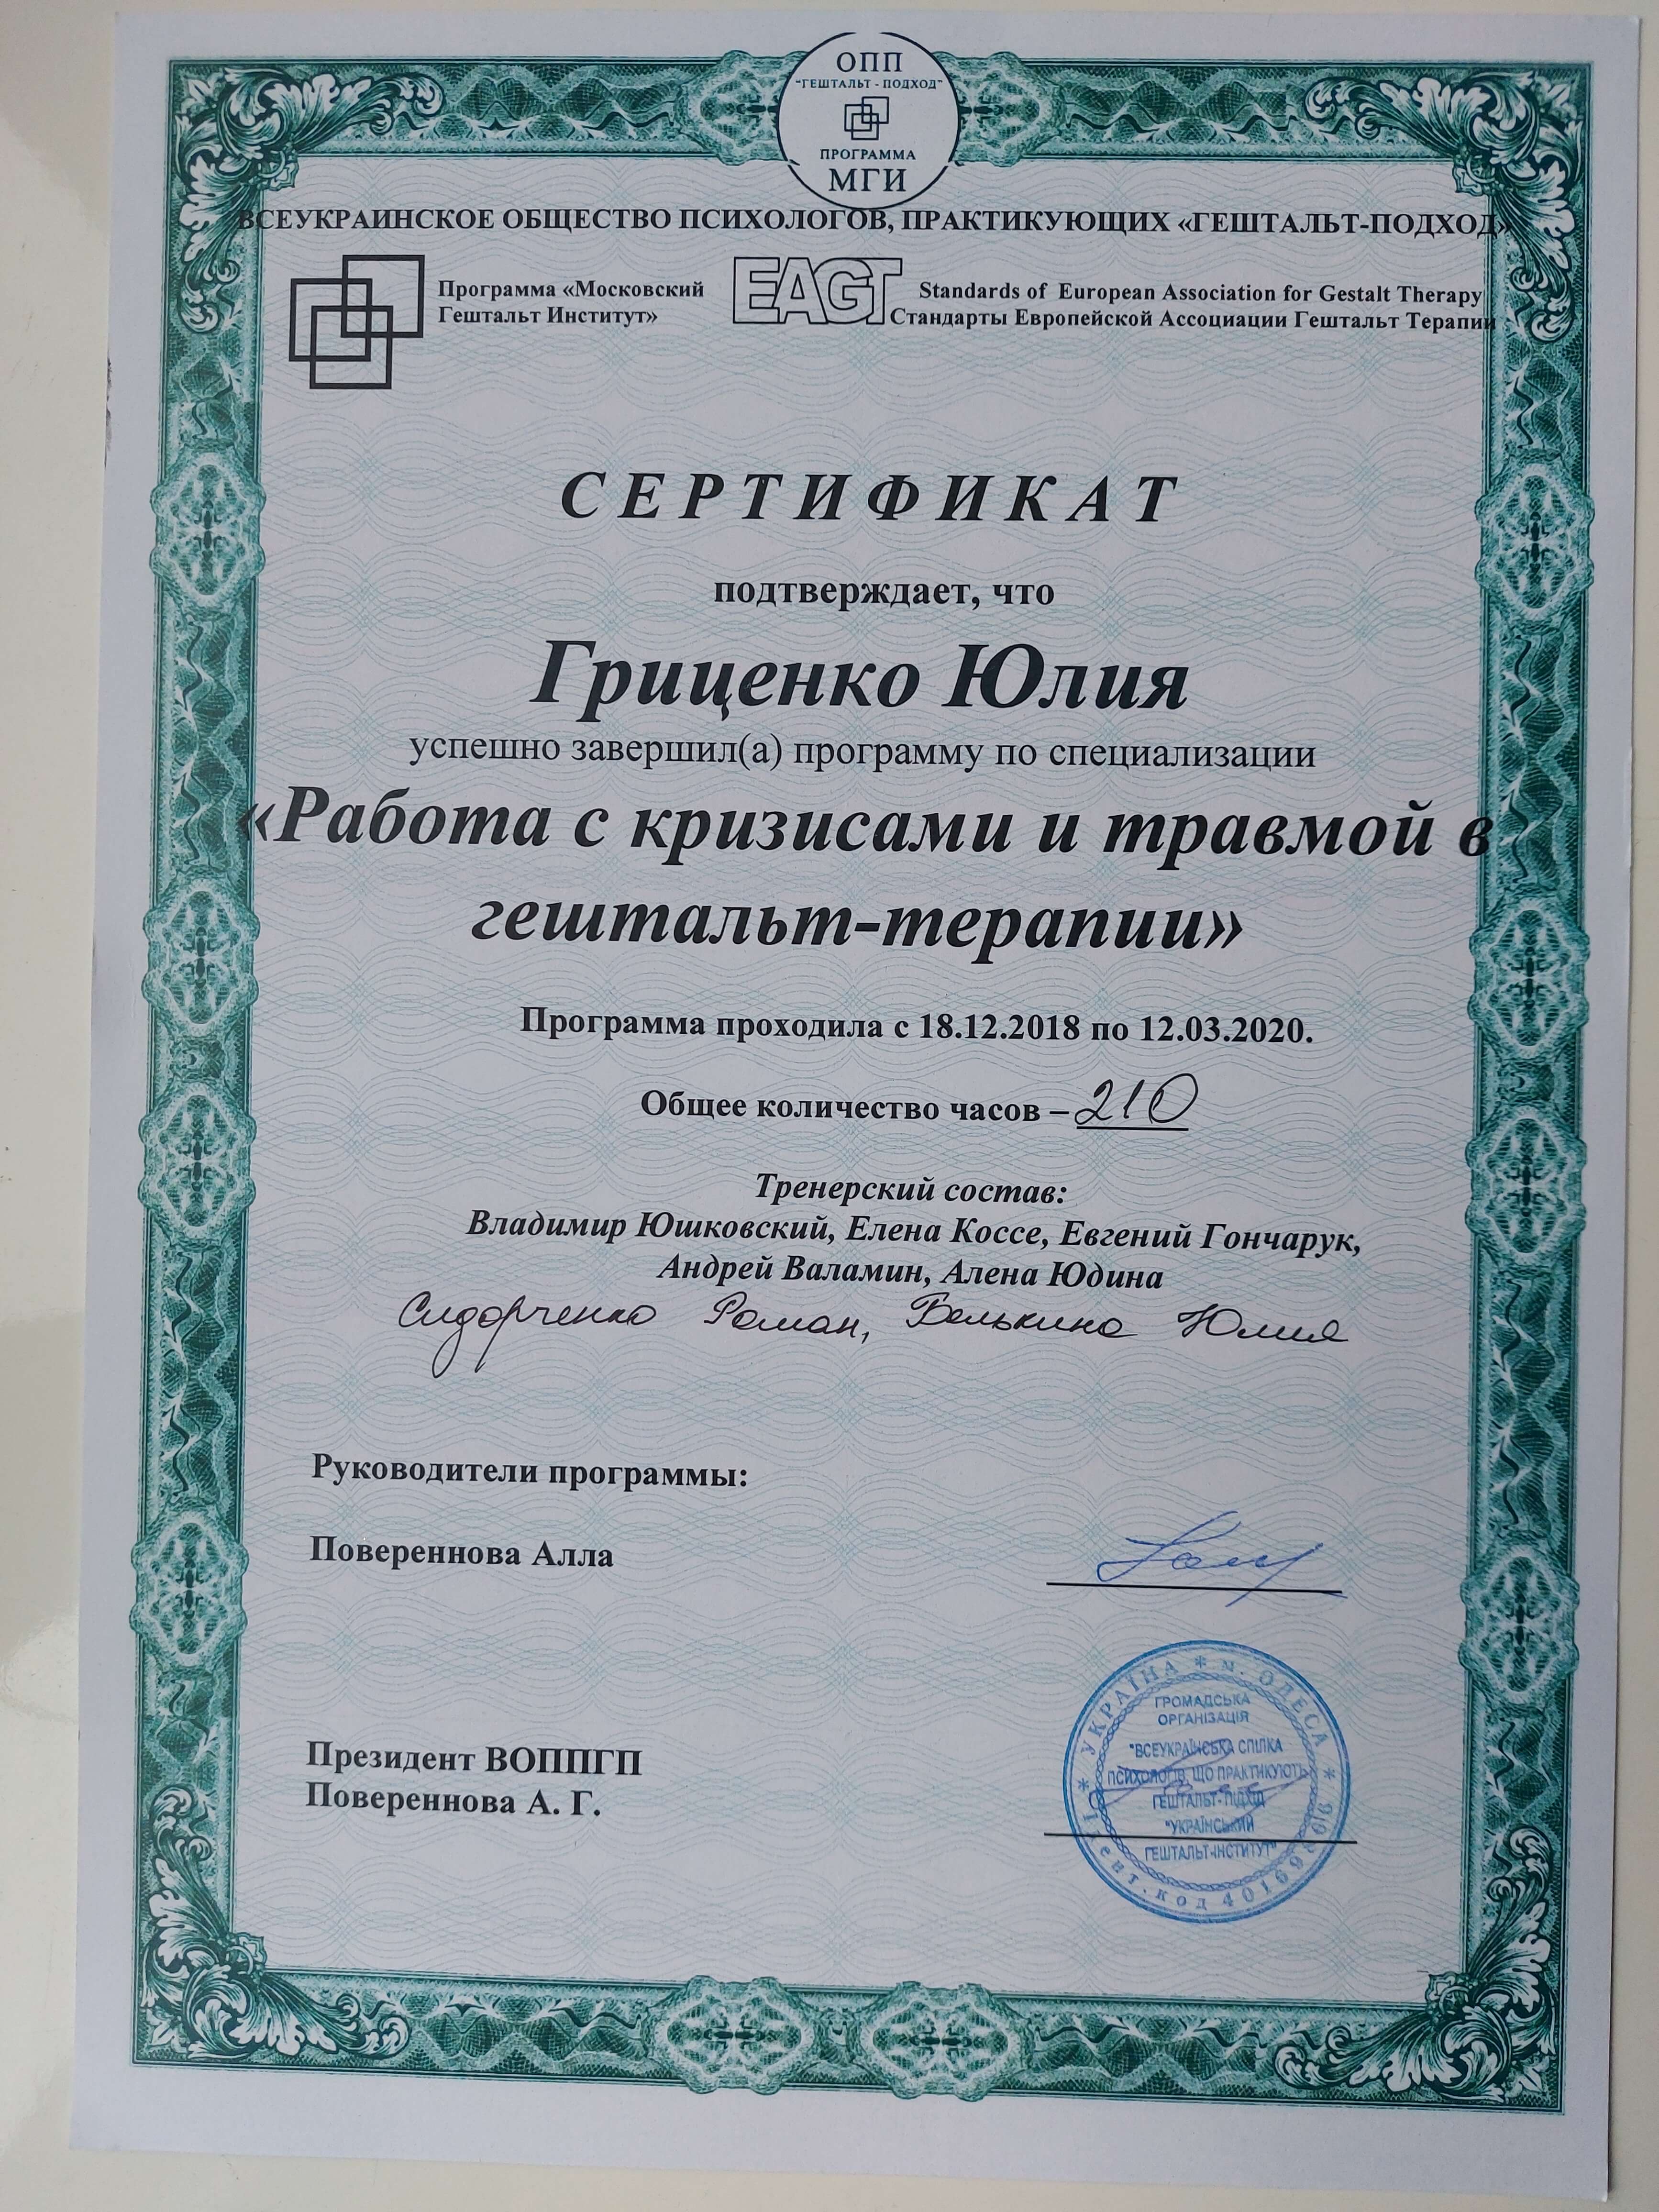 ОПП
"ГЕШТАЛЬТ - ПОДХОД"
ПРОГРАММА
МГИ
ВСЕУКРАИНСКОЕ ОБЩЕСТВО ПСИХОЛОГОВ, ПРАКТИКУЮЩИХ «ГЕШТАЛЬТ-ПОДХОД»
Программа «Московский
Гештальт Институт»
EAGT
Standards of European Association for Gestalt Therapy
Стандарты Европейской Ассоциации Гештальт Терапии
СЕРТИФИКАТ
подтверждает, что
Гриценко Юлия
успешно завершил(а) программу по специализации
«Работа с кризисами и травмой в
гештальт-терапии»
Программа проходила с 18.12.2018 по 12.03.2020.
Общее количество часов – 210
Тренерский состав:
Владимир Юшковский, Елена Коссе, Евгений Гончарук,
Андрей Валамин, Алена Юдина
Сидорченко Роман, Белькина Юлия
Руководители программы:
Повереннова Алла
Президент ВОППГП
Повереннова А. Г.
УКРАЇНА * м. ОДЕСА *
ГРОМАДСЬКА
ОРГАНІЗАЦІЯ
"ВСЕУКРАЇНСЬКА СПІЛКА
ПСИХОЛОГІВ, ЩО ПРАКТИКУЮТЬ
ГЕШТАЛЬТ-ПІДХІД
"УКРАЇНСЬКИЙ
ГЕШТАЛЬТ-ІНСТИТУТ"
код